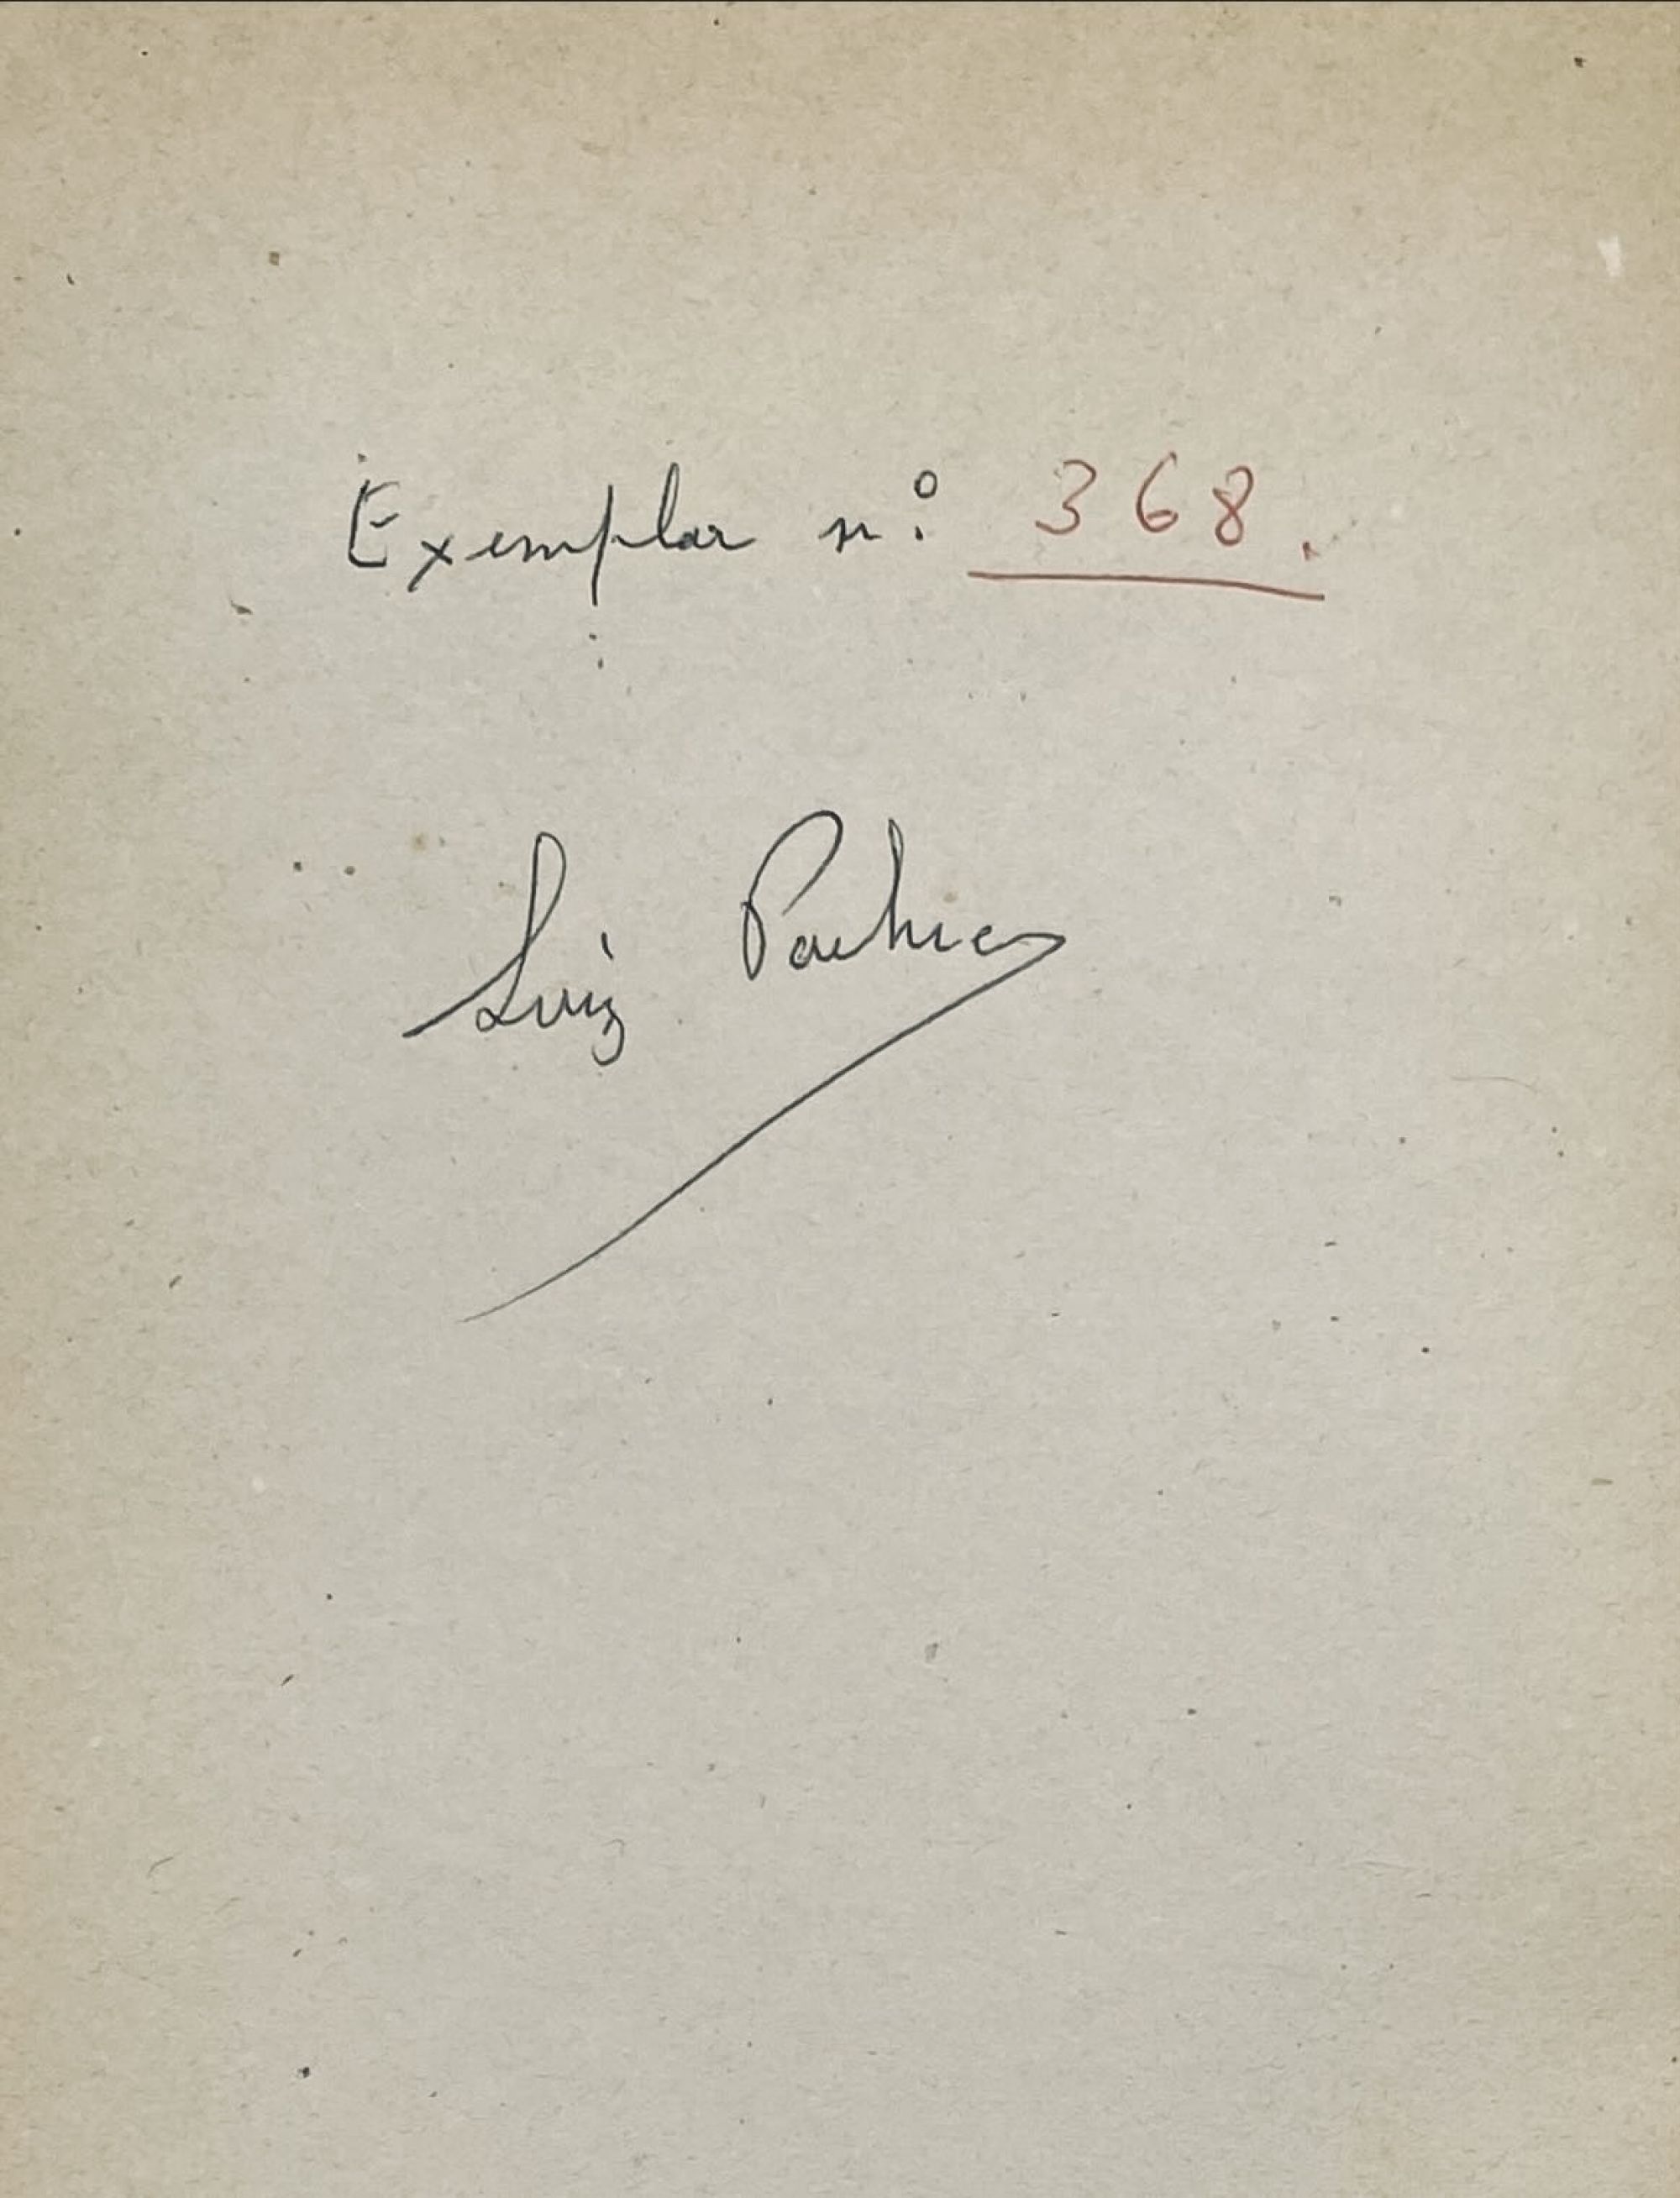 Exemplar n.º 368.
Luiz Pacheco